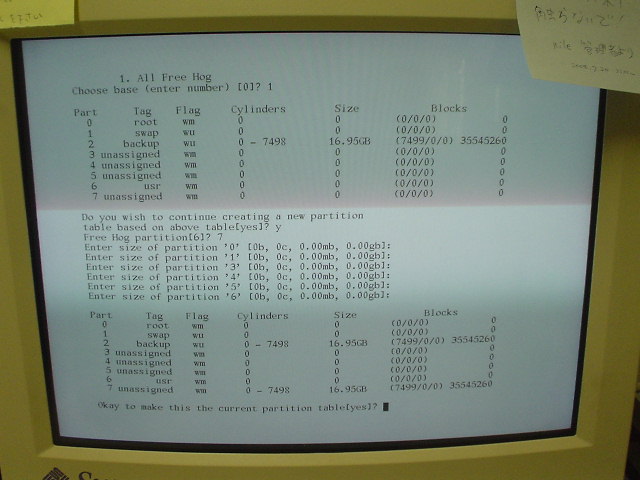 触らないで!
1. All Free Hog
Choose base (enter number) [0]? 1
Part Tag Flag Cylinders Size Blocks
0 root wm 0 0 (0/0/0) 0
1 swap wu 0 0 (0/0/0) 0
2 backup wu 0 - 7498 16.95GB (7499/0/0) 35545260
3 unassigned wm 0 0 (0/0/0) 0
4 unassigned wm 0 0 (0/0/0) 0
5 unassigned wm 0 0 (0/0/0) 0
6 usr wm 0 0 (0/0/0) 0
7 unassigned wm 0 0 (0/0/0) 0
Do you wish to continue creating a new partition
table based on above table[yes]? y
Free Hog partition[6]? 7
Enter size of partition '0' [0b, 0c, 0.00mb, 0.00gb]:
Enter size of partition '1' [0b, 0c, 0.00mb, 0.00gb]:
Enter size of partition '3' [0b, 0c, 0.00mb, 0.00gb]:
Enter size of partition '4' [0b, 0c, 0.00mb, 0.00gb]:
Enter size of partition '5' [0b, 0c, 0.00mb, 0.00gb]:
Enter size of partition '6' [0b, 0c, 0.00mb, 0.00gb]:
Part Tag Flag Cylinders Size Blocks
0 root wm 0 0 (0/0/0) 0
1 swap wu 0 0 (0/0/0) 0
2 backup wu 0 - 7498 16.95GB (7499/0/0) 35545260
3 unassigned wm 0 0 (0/0/0) 0
4 unassigned wm 0 0 (0/0/0) 0
5 unassigned wm 0 0 (0/0/0) 0
6 usr wm 0 0 (0/0/0) 0
7 unassigned wm 0 - 7498 16.95GB (7499/0/0) 35545260
Okay to make this the current partition table[yes]?